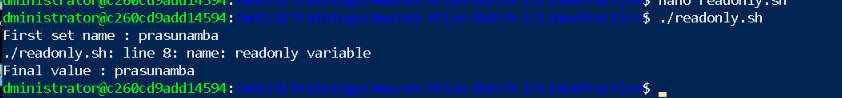 dministrator@c260cd9add14594:/mnt/d/trainings/Amazon-Atlas-Batch-2/LinuxPractice$ nano readonly.sh
dministrator@c260cd9add14594:/mnt/d/trainings/Amazon-Atlas-Batch-2/LinuxPractice$ ./readonly.sh
First set name : prasunamba
./readonly.sh: line 8: name: readonly variable
Final value : prasunamba
dministrator@c260cd9add14594:/mnt/d/trainings/Amazon-Atlas-Batch-2/LinuxPractice$